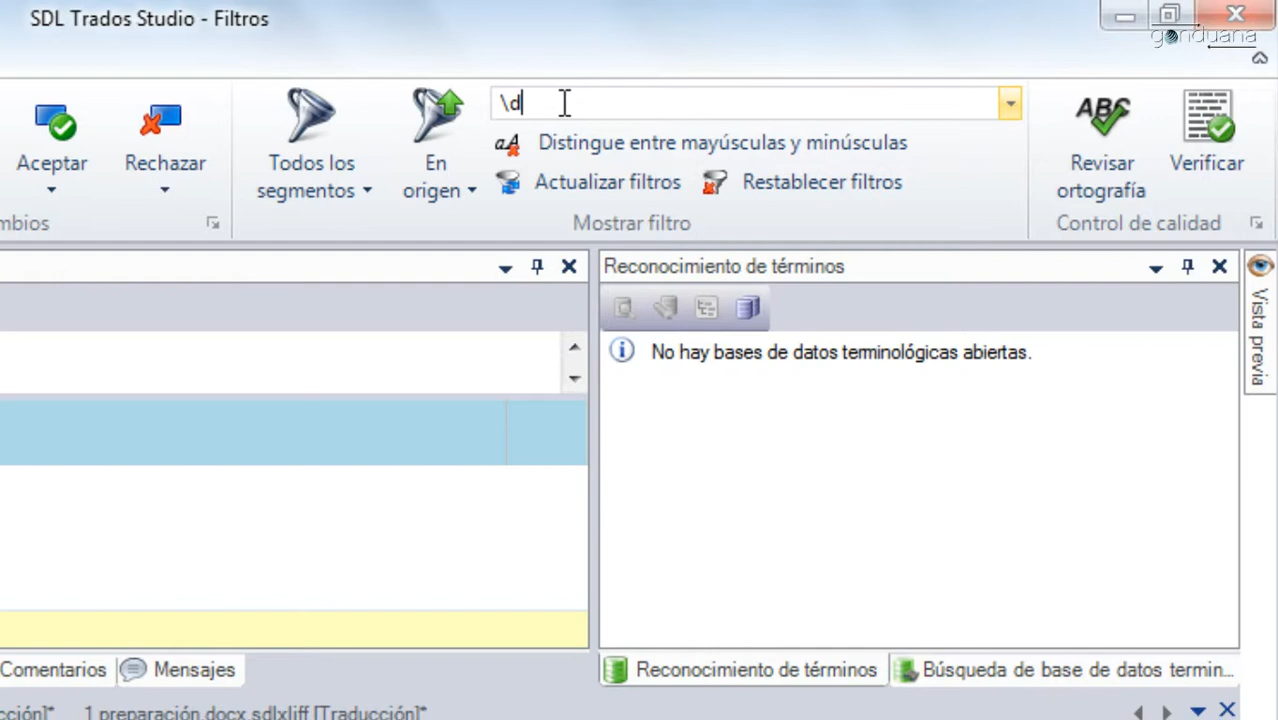 SDL Trados Studio - Filtros
gonduana
\d
Aceptar
Rechazar
Todos los
segmentos
En
origen
Distingue entre mayúsculas y minúsculas
Actualizar filtros
Restablecer filtros
ABC
Revisar
ortografía
Verificar
mbios
Mostrar filtro
Control de calidad
Reconocimiento de términos
No hay bases de datos terminológicas abiertas.
Vista previa
Comentarios
Mensajes
Reconocimiento de términos
Búsqueda de base de datos termin...
cción]*
1 preparación.docx.sdlxliff [Traducción]*